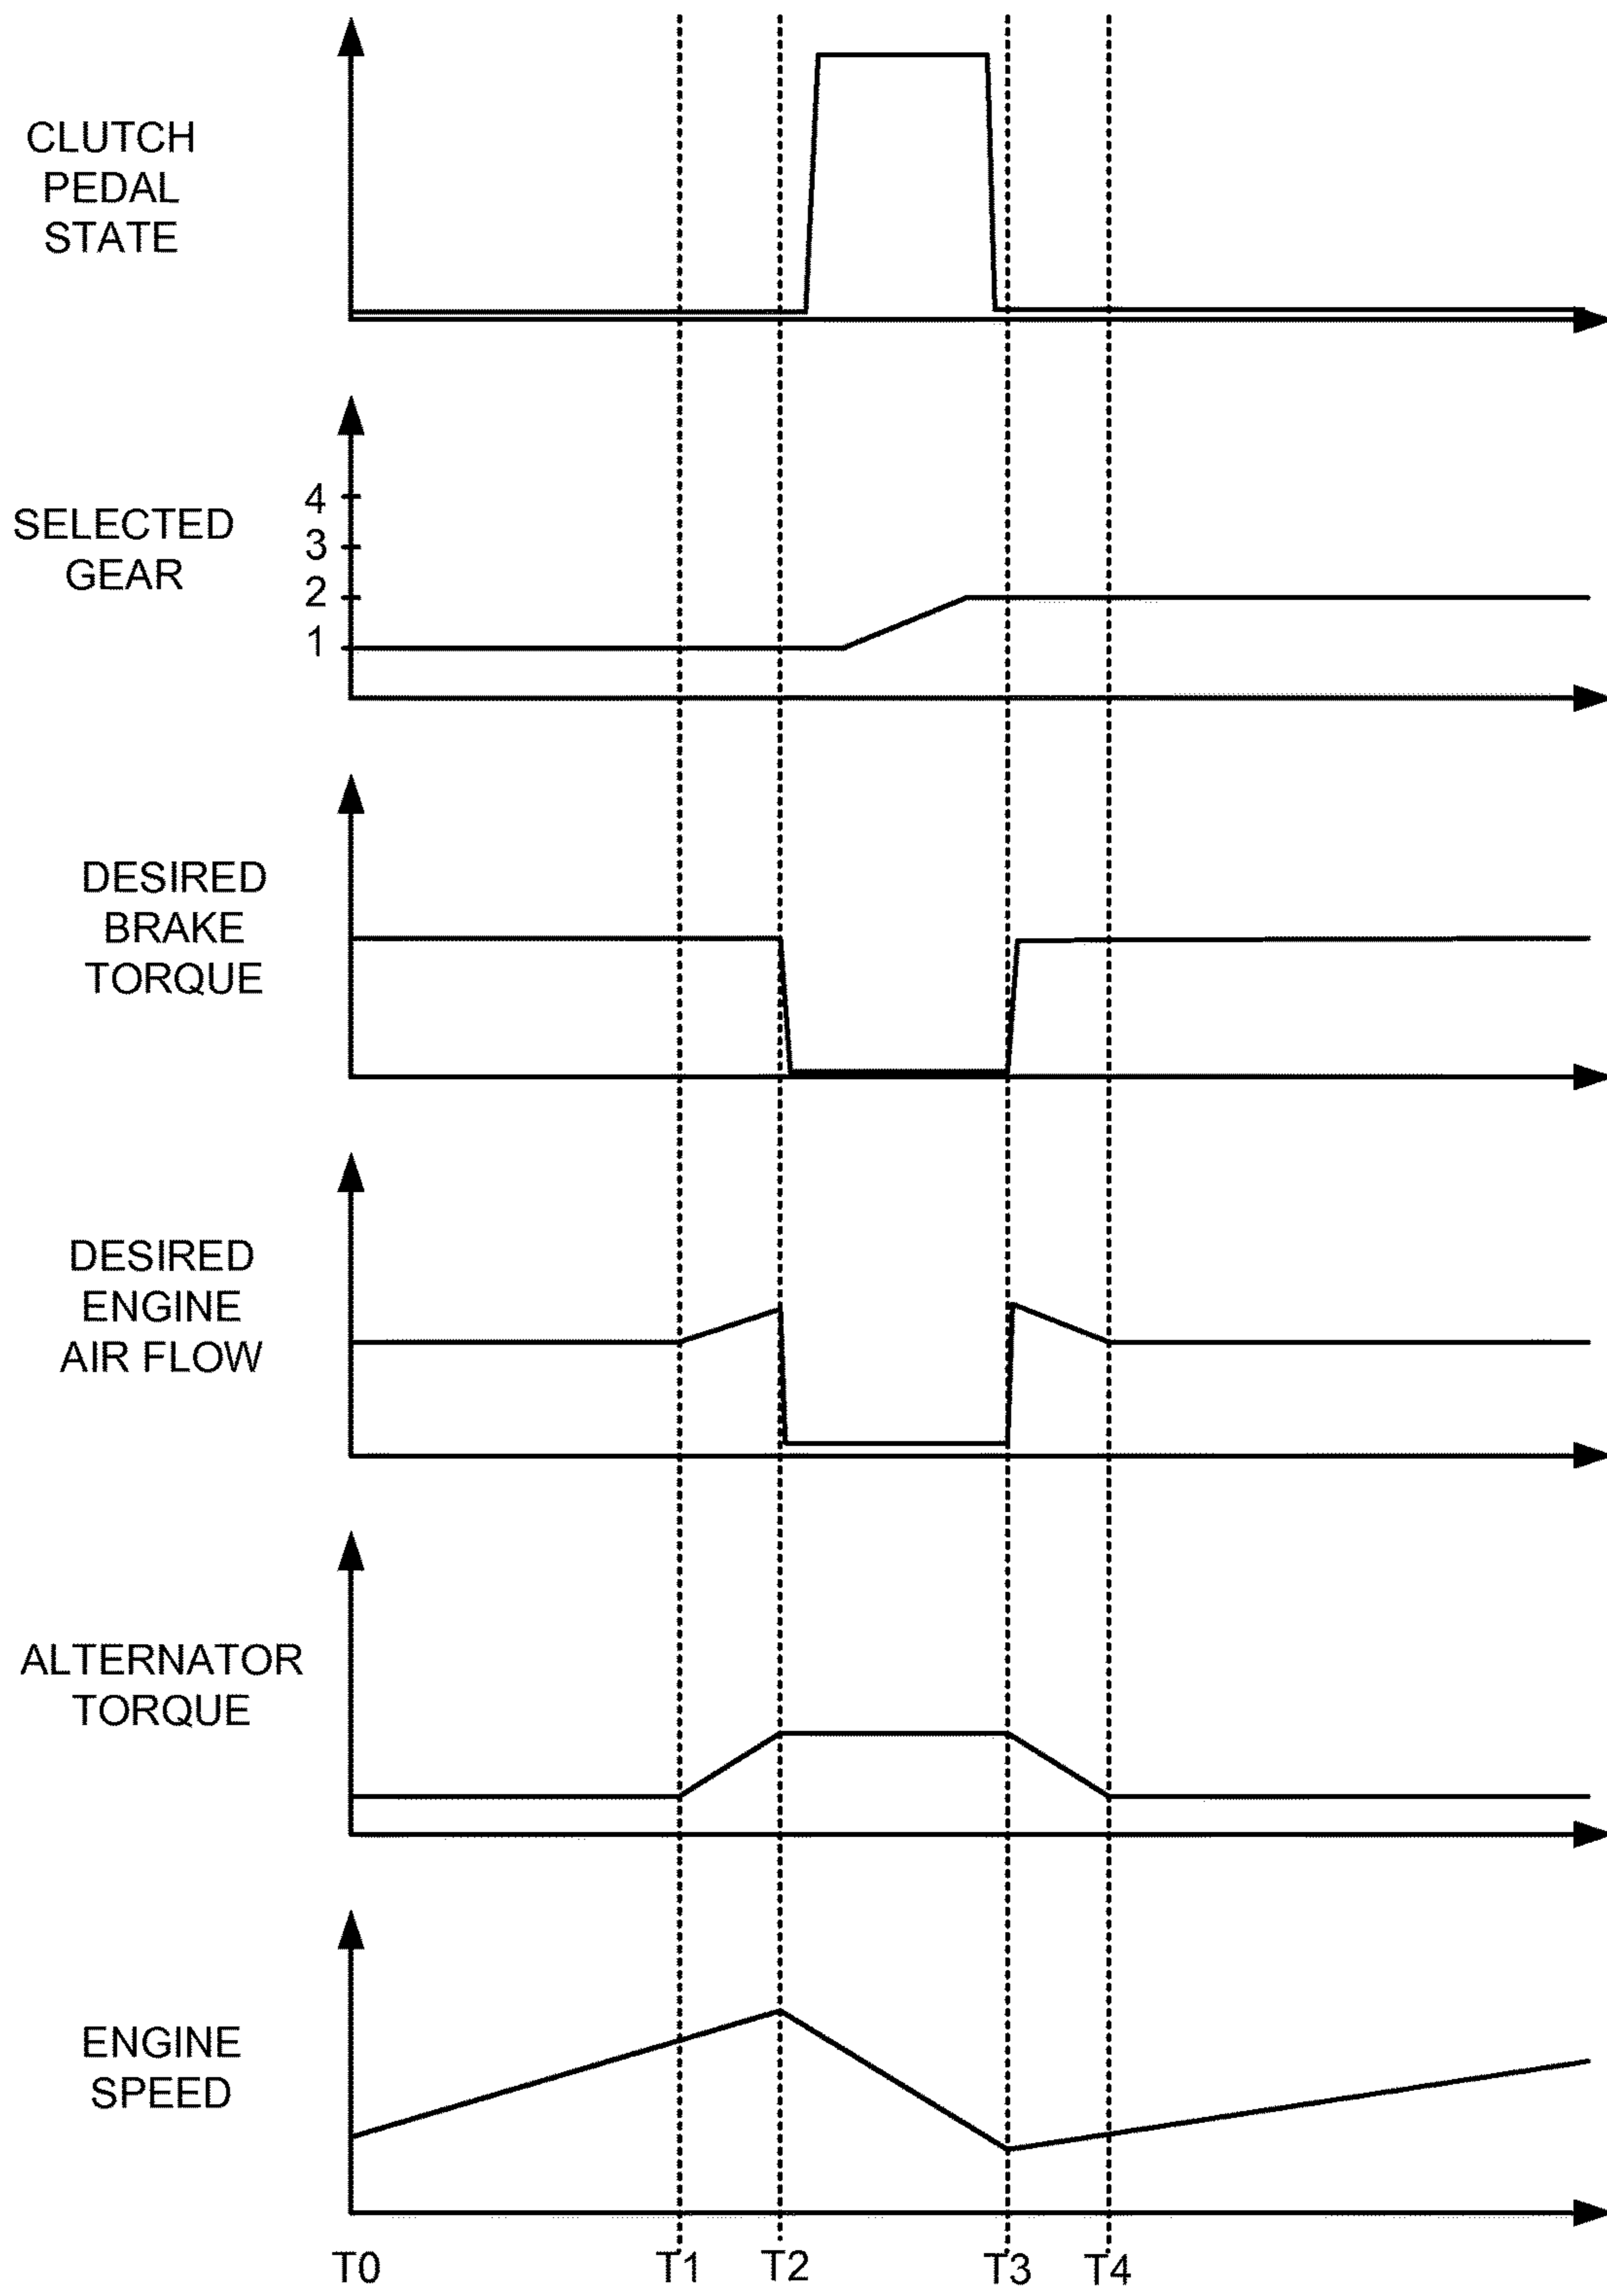 CLUTCH
PEDAL
STATE
4
3
2
1
SELECTED
GEAR
DESIRED
BRAKE
TORQUE
DESIRED
ENGINE
AIR FLOW
ALTERNATOR
TORQUE
ENGINE
SPEED
T0 T1 T2 T3 T4